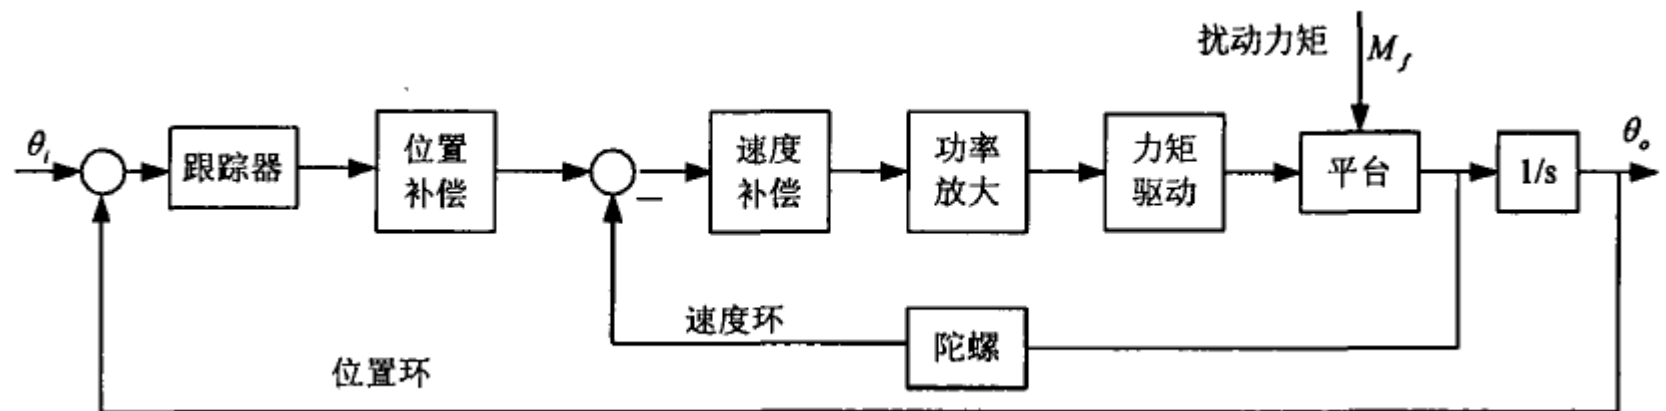 扰动力矩
M_f
θ_i
跟踪器
位置
补偿
速度
补偿
功率
放大
力矩
驱动
平台
1/s
θ_o
速度环
陀螺
位置环